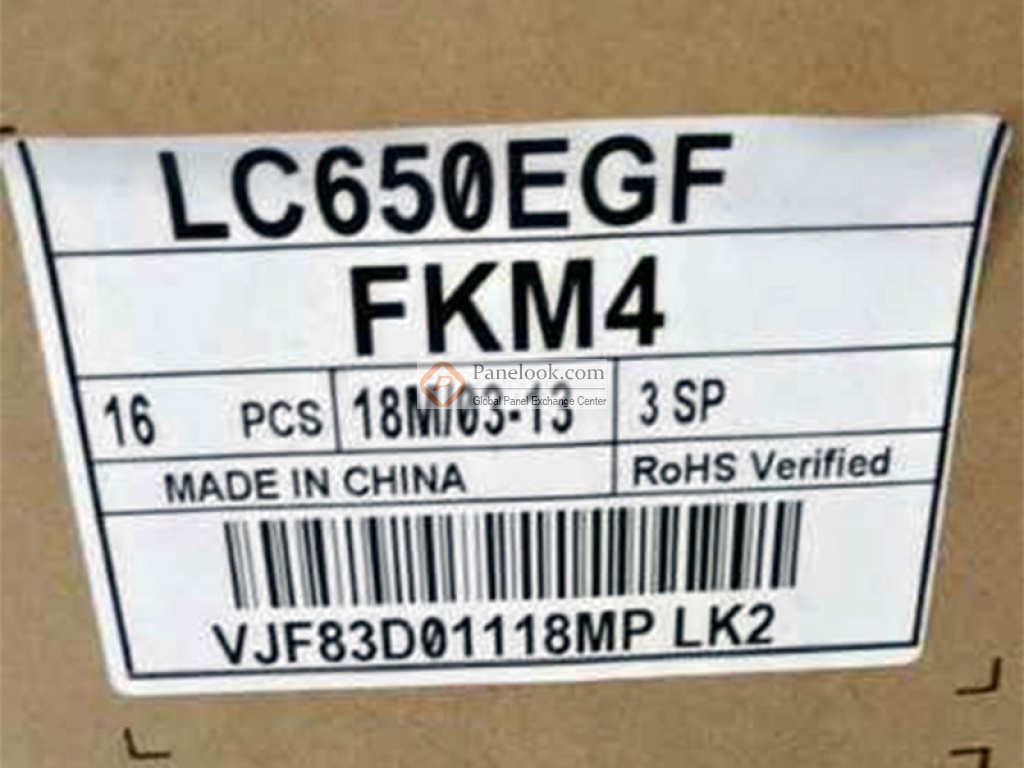 LC650EGF
FKM4
Panelook.com
Global Panel Exchange Center
16 PCS 18M/03-13 3 SP
MADE IN CHINA RoHS Verified
VJF83D01118MP LK2